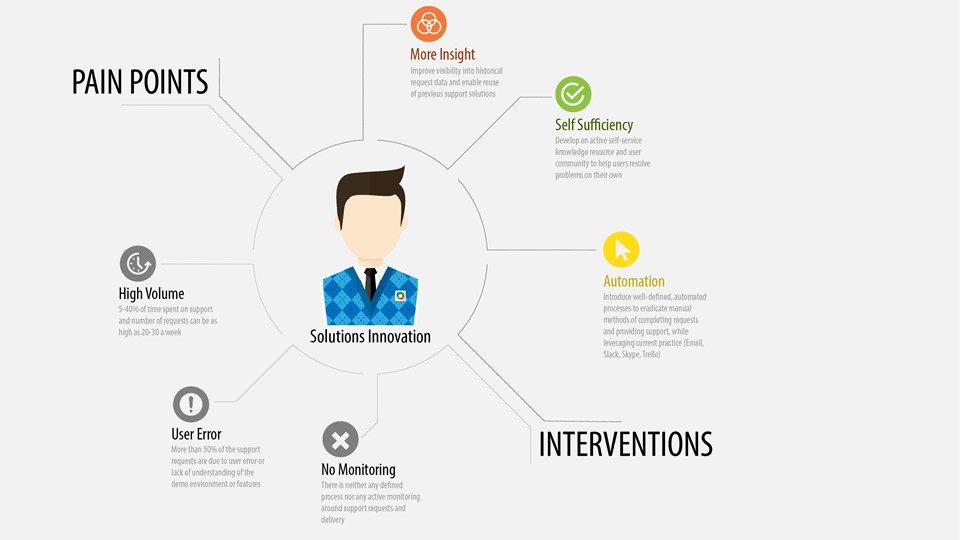 PAIN POINTS
More Insight
Improve visibility into historical
request data and enable reuse
of previous support solutions
Self Sufficiency
Develop an active self-service
knowledge resource and user
community to help users resolve
problems on their own
Automation
Introduce well-defined, automated
processes to eradicate manual
methods of completing requests
and providing support, while
leveraging current practice (Email,
Slack, Skype, Trello)
High Volume
5-40% of time spent on support
and number of requests can be as
high as 20-30 a week
Solutions Innovation
User Error
More than 50% of the support
requests are due to user error or
lack of understanding of the
demo environment or features
No Monitoring
There is neither any defined
process nor any active monitoring
around support requests and
delivery
INTERVENTIONS